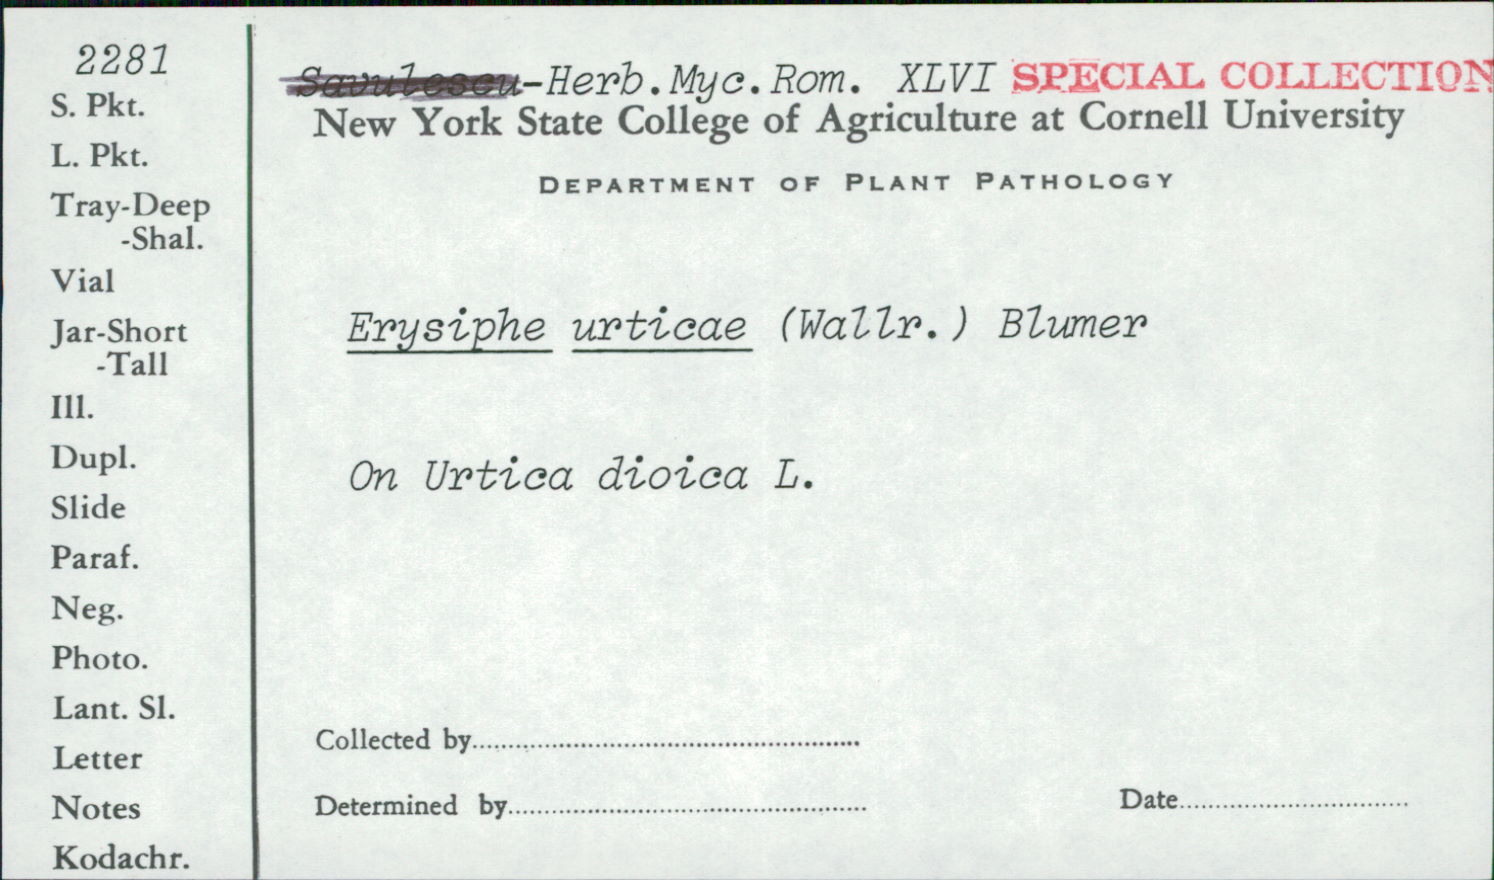 2281
S. Pkt.
L. Pkt.
Tray-Deep
-Shal.
Vial
Jar-Short
-Tall
Ill.
Dupl.
Slide
Paraf.
Neg.
Photo.
Lant. Sl.
Letter
Notes
Kodachr.
Savulescu-Herb.Myc.Rom. XLVI SPECIAL COLLECTION
New York State College of Agriculture at Cornell University
DEPARTMENT OF PLANT PATHOLOGY
Erysiphe urticae (Wallr.) Blumer
On Urtica dioica L.
Collected by
Determined by
Date